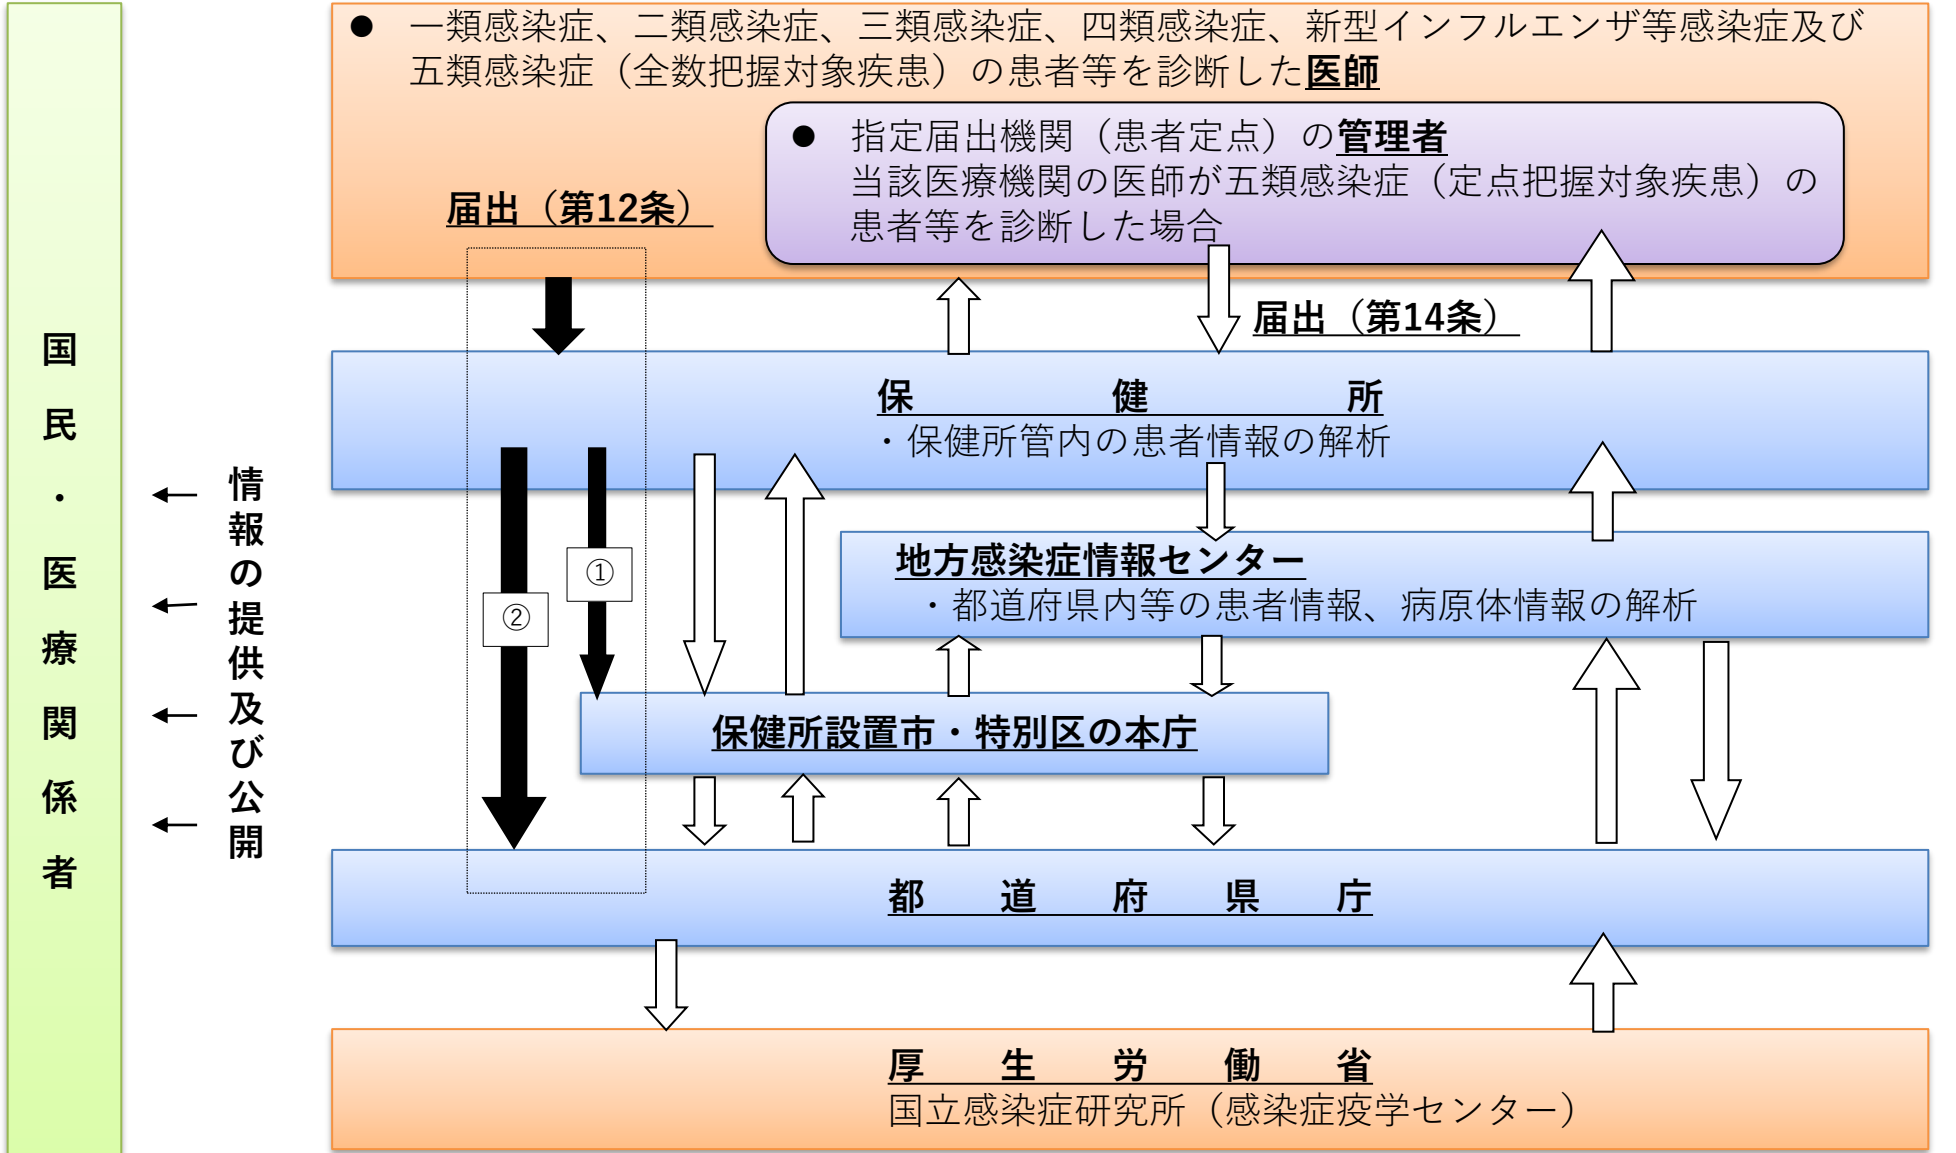 ● 一類感染症、二類感染症、三類感染症、四類感染症、新型インフルエンザ等感染症及び
五類感染症（全数把握対象疾患）の患者等を診断した医師
● 指定届出機関（患者定点）の管理者
当該医療機関の医師が五類感染症（定点把握対象疾患）の
患者等を診断した場合
届出（第12条）
届出（第14条）
保健所
・保健所管内の患者情報の解析
①
②
地方感染症情報センター
・都道府県内等の患者情報、病原体情報の解析
保健所設置市・特別区の本庁
都道府県庁
厚生労働省
国立感染症研究所（感染症疫学センター）
情報の提供及び公開
国民・医療関係者